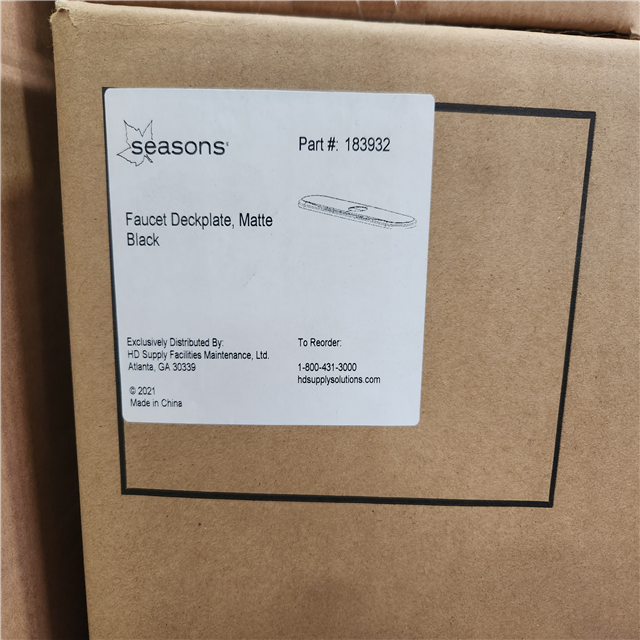 seasons®
Part #: 183932
Faucet Deckplate, Matte
Black
Exclusively Distributed By:
HD Supply Facilities Maintenance, Ltd.
Atlanta, GA 30339
© 2021
Made in China
To Reorder:
1-800-431-3000
hdsupplysolutions.com